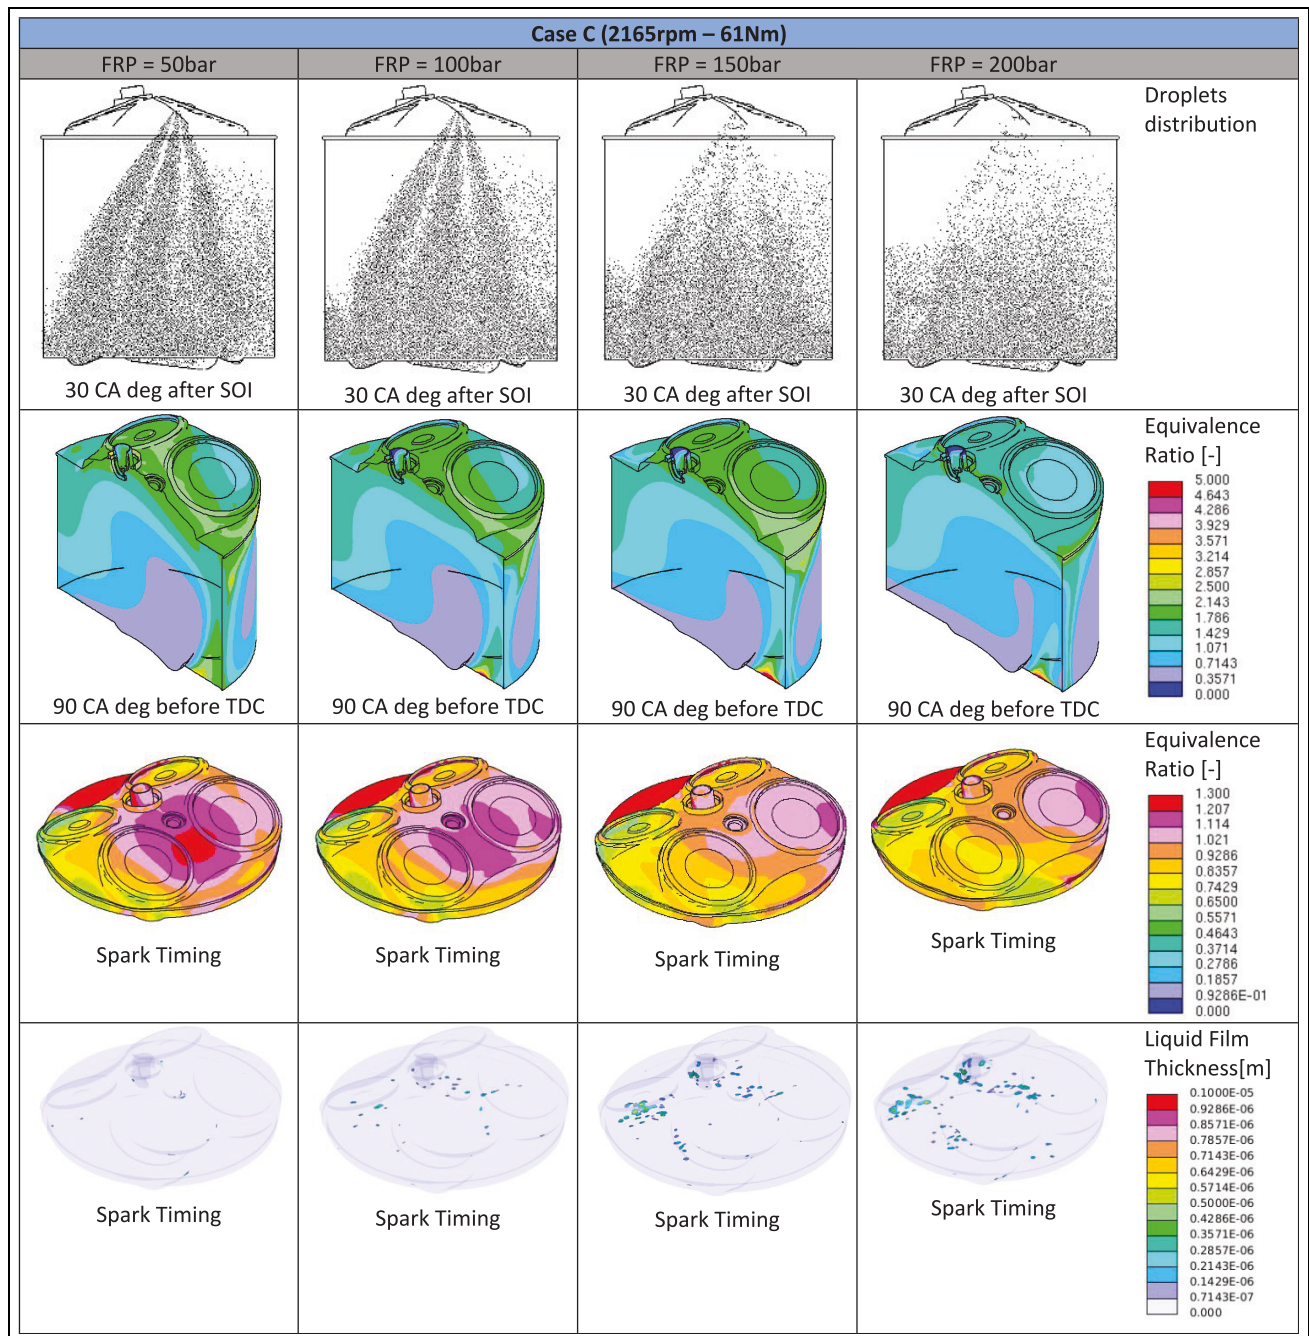 Case C (2165rpm – 61Nm)
FRP = 50bar
FRP = 100bar
FRP = 150bar
FRP = 200bar
Droplets
distribution
30 CA deg after SOI
30 CA deg after SOI
30 CA deg after SOI
30 CA deg after SOI
Equivalence
Ratio [-]
5.000
4.643
4.286
3.929
3.571
3.214
2.857
2.500
2.143
1.786
1.429
1.071
0.7143
0.3571
0.000
90 CA deg before TDC
90 CA deg before TDC
90 CA deg before TDC
90 CA deg before TDC
Equivalence
Ratio [-]
1.300
1.207
1.114
1.021
0.9286
0.8357
0.7429
0.6500
0.5571
0.4643
0.3714
0.2786
0.1857
0.9286E-01
0.000
Spark Timing
Spark Timing
Spark Timing
Spark Timing
Liquid Film
Thickness[m]
0.1000E-05
0.9286E-06
0.8571E-06
0.7857E-06
0.7143E-06
0.6429E-06
0.5714E-06
0.5000E-06
0.4286E-06
0.3571E-06
0.2857E-06
0.2143E-06
0.1429E-06
0.7143E-07
0.000
Spark Timing
Spark Timing
Spark Timing
Spark Timing